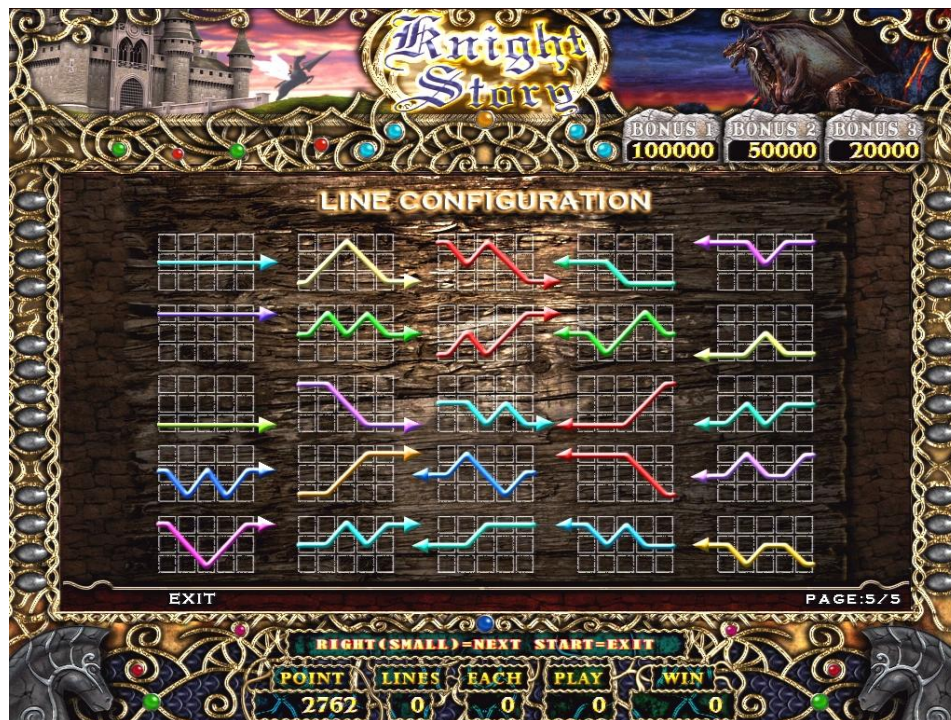 Knight
Story
BONUS 1 BONUS 2 BONUS 3
100000 50000 20000
LINE CONFIGURATION
EXIT PAGE:5/5
RIGHT(SMALL)=NEXT START=EXIT
POINT LINES EACH PLAY WIN
2762 0 0 0 0